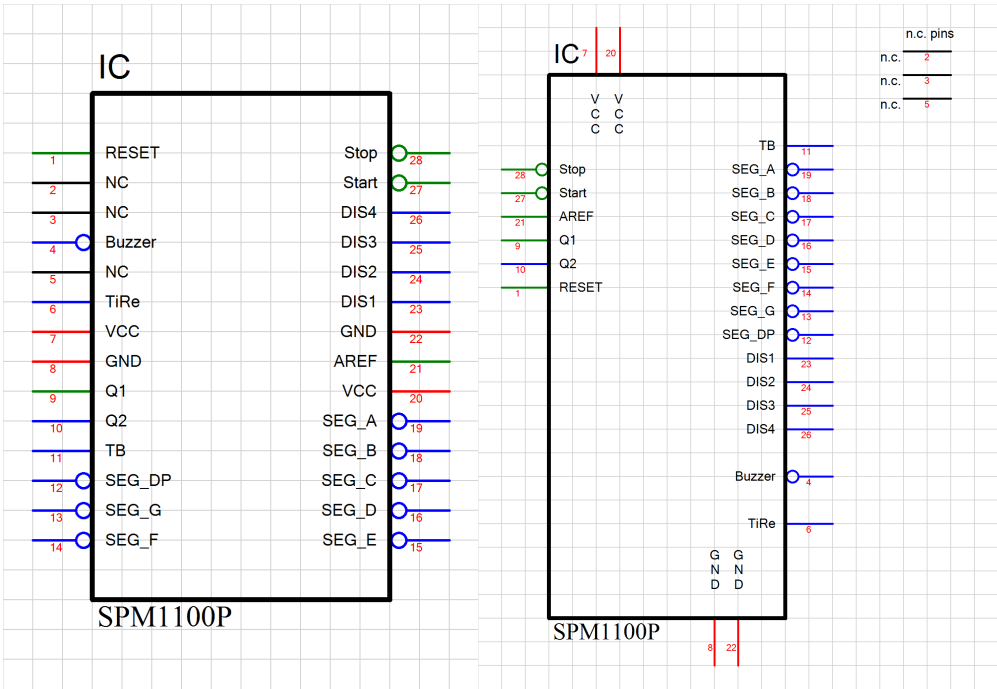 IC
1 RESET Stop 28
2 NC Start 27
3 NC DIS4 26
4 Buzzer DIS3 25
5 NC DIS2 24
6 TiRe DIS1 23
7 VCC GND 22
8 GND AREF 21
9 Q1 VCC 20
10 Q2 SEG_A 19
11 TB SEG_B 18
12 SEG_DP SEG_C 17
13 SEG_G SEG_D 16
14 SEG_F SEG_E 15
SPM1100P
IC 7 20
VCC VCC
TB 11
28 Stop SEG_A 19
27 Start SEG_B 18
21 AREF SEG_C 17
9 Q1 SEG_D 16
10 Q2 SEG_E 15
1 RESET SEG_F 14
SEG_G 13
SEG_DP 12
DIS1 23
DIS2 24
DIS3 25
DIS4 26
Buzzer 4
TiRe 6
GND GND
SPM1100P
8 22
n.c. pins
n.c. 2
n.c. 3
n.c. 5